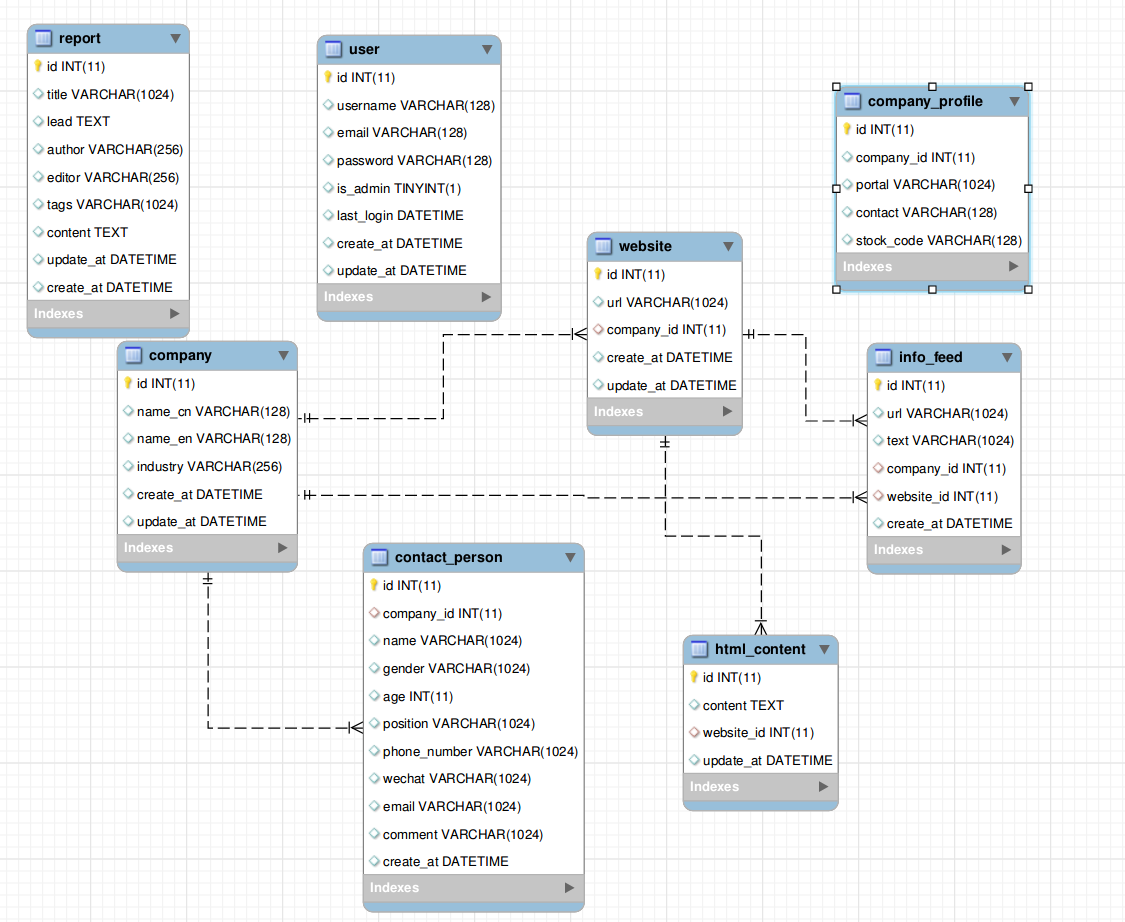 report
id INT(11)
title VARCHAR(1024)
lead TEXT
author VARCHAR(256)
editor VARCHAR(256)
tags VARCHAR(1024)
content TEXT
update_at DATETIME
create_at DATETIME
Indexes
user
id INT(11)
username VARCHAR(128)
email VARCHAR(128)
password VARCHAR(128)
is_admin TINYINT(1)
last_login DATETIME
create_at DATETIME
update_at DATETIME
Indexes
company_profile
id INT(11)
company_id INT(11)
portal VARCHAR(1024)
contact VARCHAR(128)
stock_code VARCHAR(128)
Indexes
website
id INT(11)
url VARCHAR(1024)
company_id INT(11)
create_at DATETIME
update_at DATETIME
Indexes
company
id INT(11)
name_cn VARCHAR(128)
name_en VARCHAR(128)
industry VARCHAR(256)
create_at DATETIME
update_at DATETIME
Indexes
info_feed
id INT(11)
url VARCHAR(1024)
text VARCHAR(1024)
company_id INT(11)
website_id INT(11)
create_at DATETIME
Indexes
contact_person
id INT(11)
company_id INT(11)
name VARCHAR(1024)
gender VARCHAR(1024)
age INT(11)
position VARCHAR(1024)
phone_number VARCHAR(1024)
wechat VARCHAR(1024)
email VARCHAR(1024)
comment VARCHAR(1024)
create_at DATETIME
Indexes
html_content
id INT(11)
content TEXT
website_id INT(11)
update_at DATETIME
Indexes